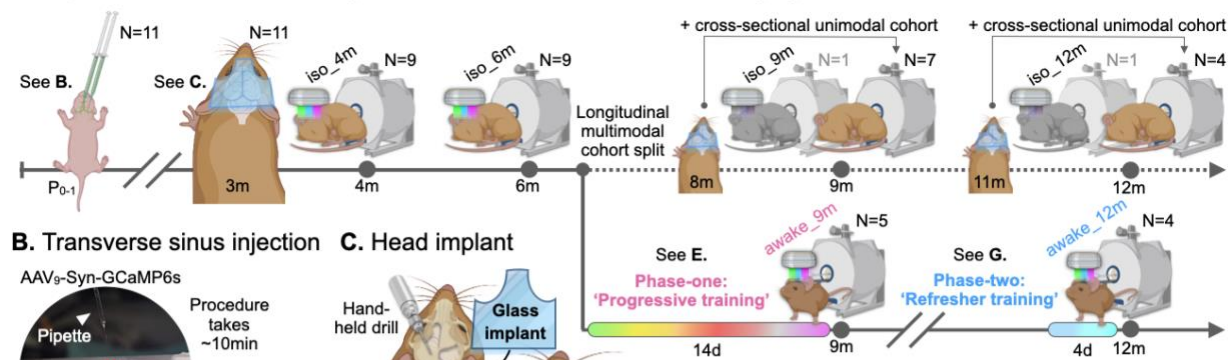 N=11
See B.
P0-1
N=11
See C.
3m
iso_4m
N=9
4m
iso_6m
N=9
6m
Longitudinal
multimodal
cohort split
+ cross-sectional unimodal cohort
iso_9m
N=1
N=7
8m
9m
+ cross-sectional unimodal cohort
iso_12m
N=1
N=4
11m
12m
See E.
Phase-one:
‘Progressive training’
14d
awake_9m
N=5
9m
See G.
Phase-two:
‘Refresher training’
4d
awake_12m
N=4
12m
B. Transverse sinus injection
AAV9-Syn-GCaMP6s
Pipette
Procedure
takes
~10min
C. Head implant
Hand-
held drill
Glass
implant